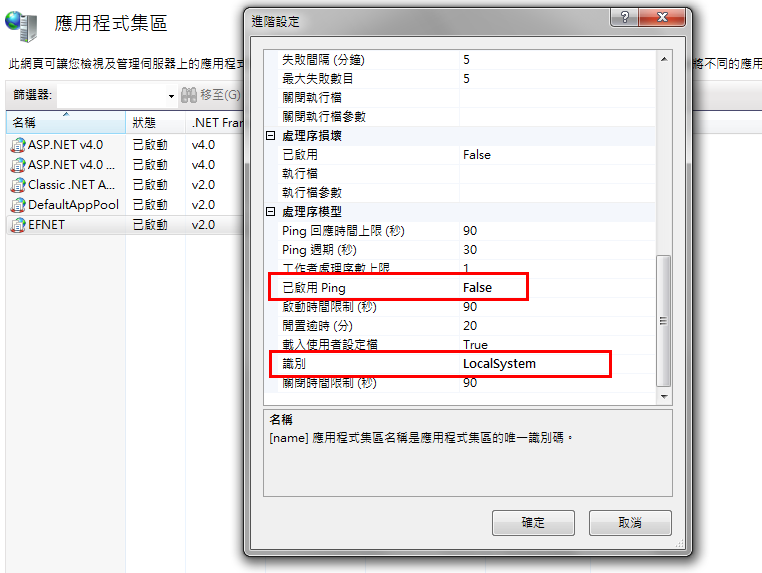 應用程式集區
此網頁可讓您檢視及管理伺服器上的應用程式
將不同的應用
篩選器:
移至(G)
名稱 狀態 .NET Fran
ASP.NET v4.0 已啟動 v4.0
ASP.NET v4.0 ... 已啟動 v4.0
Classic .NET A... 已啟動 v2.0
DefaultAppPool 已啟動 v2.0
EFNET 已啟動 v2.0
進階設定
失敗間隔 (分鐘) 5
最大失敗數目 5
關閉執行檔
關閉執行檔參數
處理序損壞
已啟用 False
執行檔
執行檔參數
處理序模型
Ping 回應時間上限 (秒) 90
Ping 週期 (秒) 30
工作者處理序數上限 1
已啟用 Ping False
啟動時間限制 (秒) 90
閒置逾時 (分) 20
載入使用者設定檔 True
識別 LocalSystem
關閉時間限制 (秒) 90
名稱
[name] 應用程式集區名稱是應用程式集區的唯一識別碼。
確定
取消